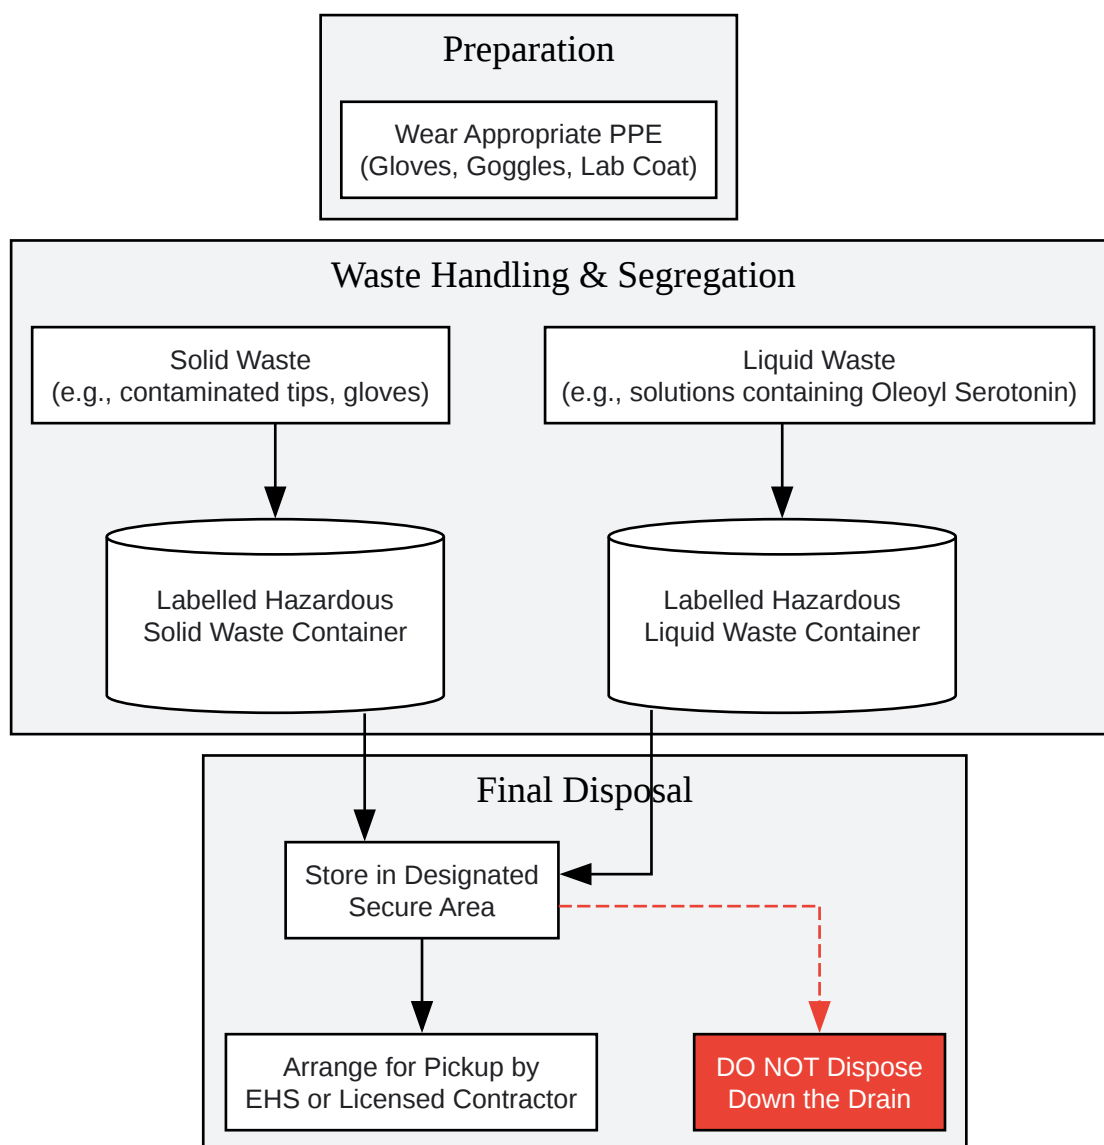 Preparation
Wear Appropriate PPE
(Gloves, Goggles, Lab Coat)
Waste Handling & Segregation
Solid Waste
(e.g., contaminated tips, gloves)
Liquid Waste
(e.g., solutions containing Oleoyl Serotonin)
Labelled Hazardous
Solid Waste Container
Labelled Hazardous
Liquid Waste Container
Final Disposal
Store in Designated
Secure Area
Arrange for Pickup by
EHS or Licensed Contractor
DO NOT Dispose
Down the Drain